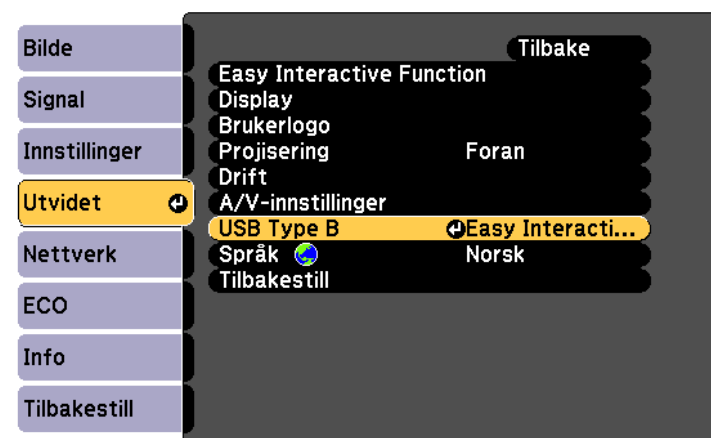 Bilde
Signal
Innstillinger
Utvidet
Nettverk
ECO
Info
Tilbakestill
Tilbake
Easy Interactive Function
Display
Brukerlogo
Projisering Foran
Drift
A/V-innstillinger
USB Type B Easy Interacti...
Språk Norsk
Tilbakestill